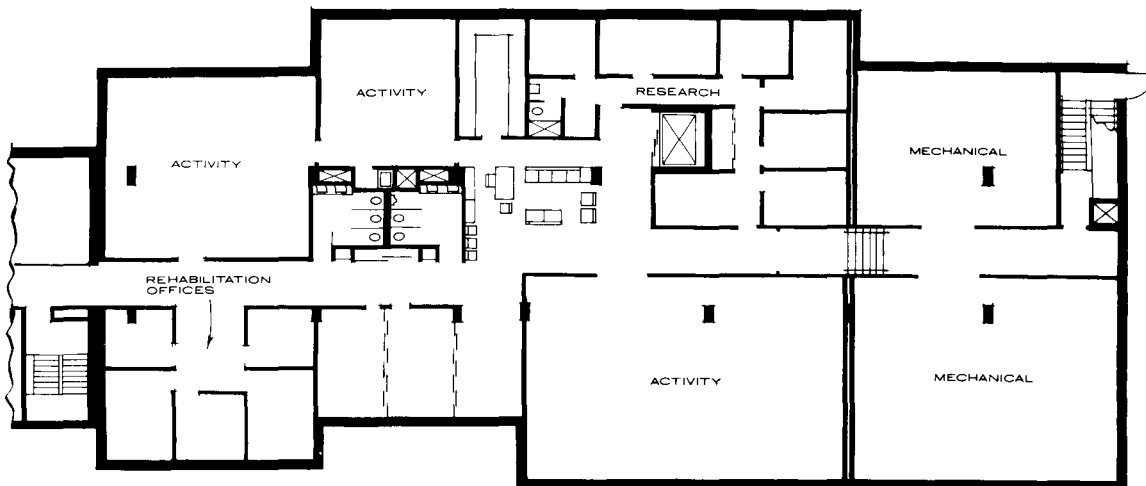 ACTIVITY
RESEARCH
ACTIVITY
MECHANICAL
REHABILITATION
OFFICES
ACTIVITY
MECHANICAL